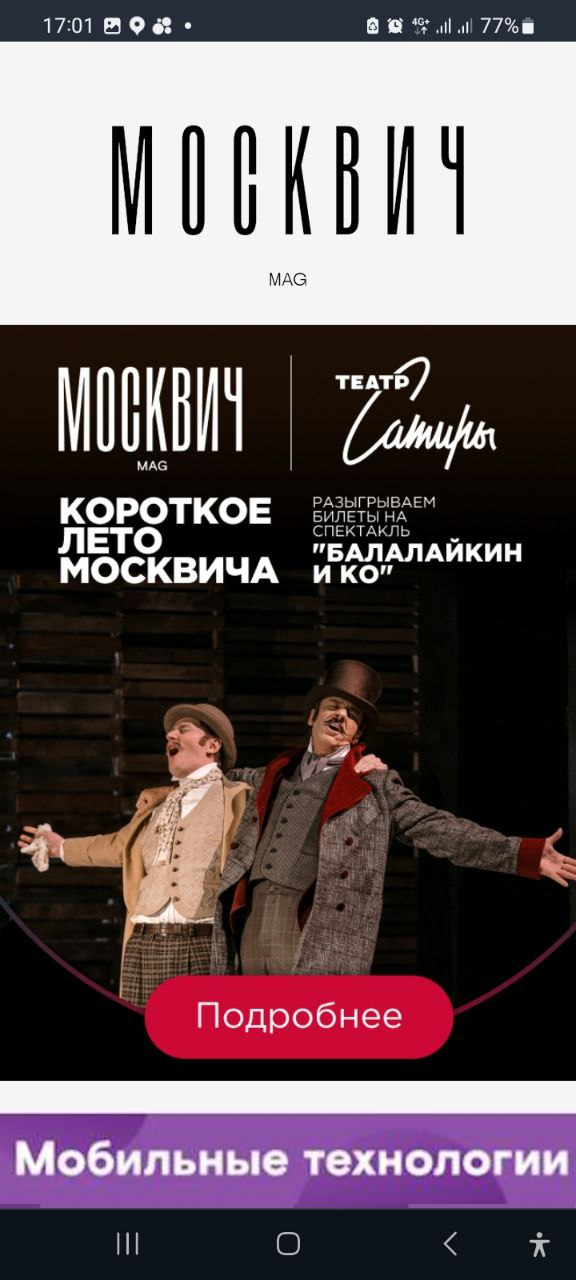 17:01 4G+ 77%
МОСКВИЧ
MAG
МОСКВИЧ
MAG
ТЕАТР
Сатиры
КОРОТКОЕ
ЛЕТО
МОСКВИЧА
РАЗЫГРЫВАЕМ
БИЛЕТЫ НА
СПЕКТАКЛЬ
"БАЛАЛАЙКИН
И КО"
Подробнее
Мобильные технологии